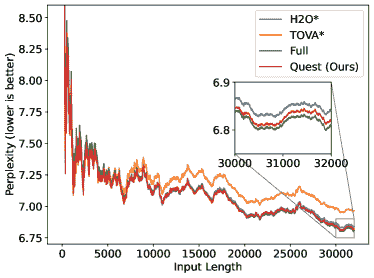 8.50
8.25
8.00
7.75
7.50
7.25
7.00
6.75
Perplexity (lower is better)
H2O*
TOVA*
Full
Quest (Ours)
6.9
6.8
30000 31000 32000
0 5000 10000 15000 20000 25000 30000
Input Length